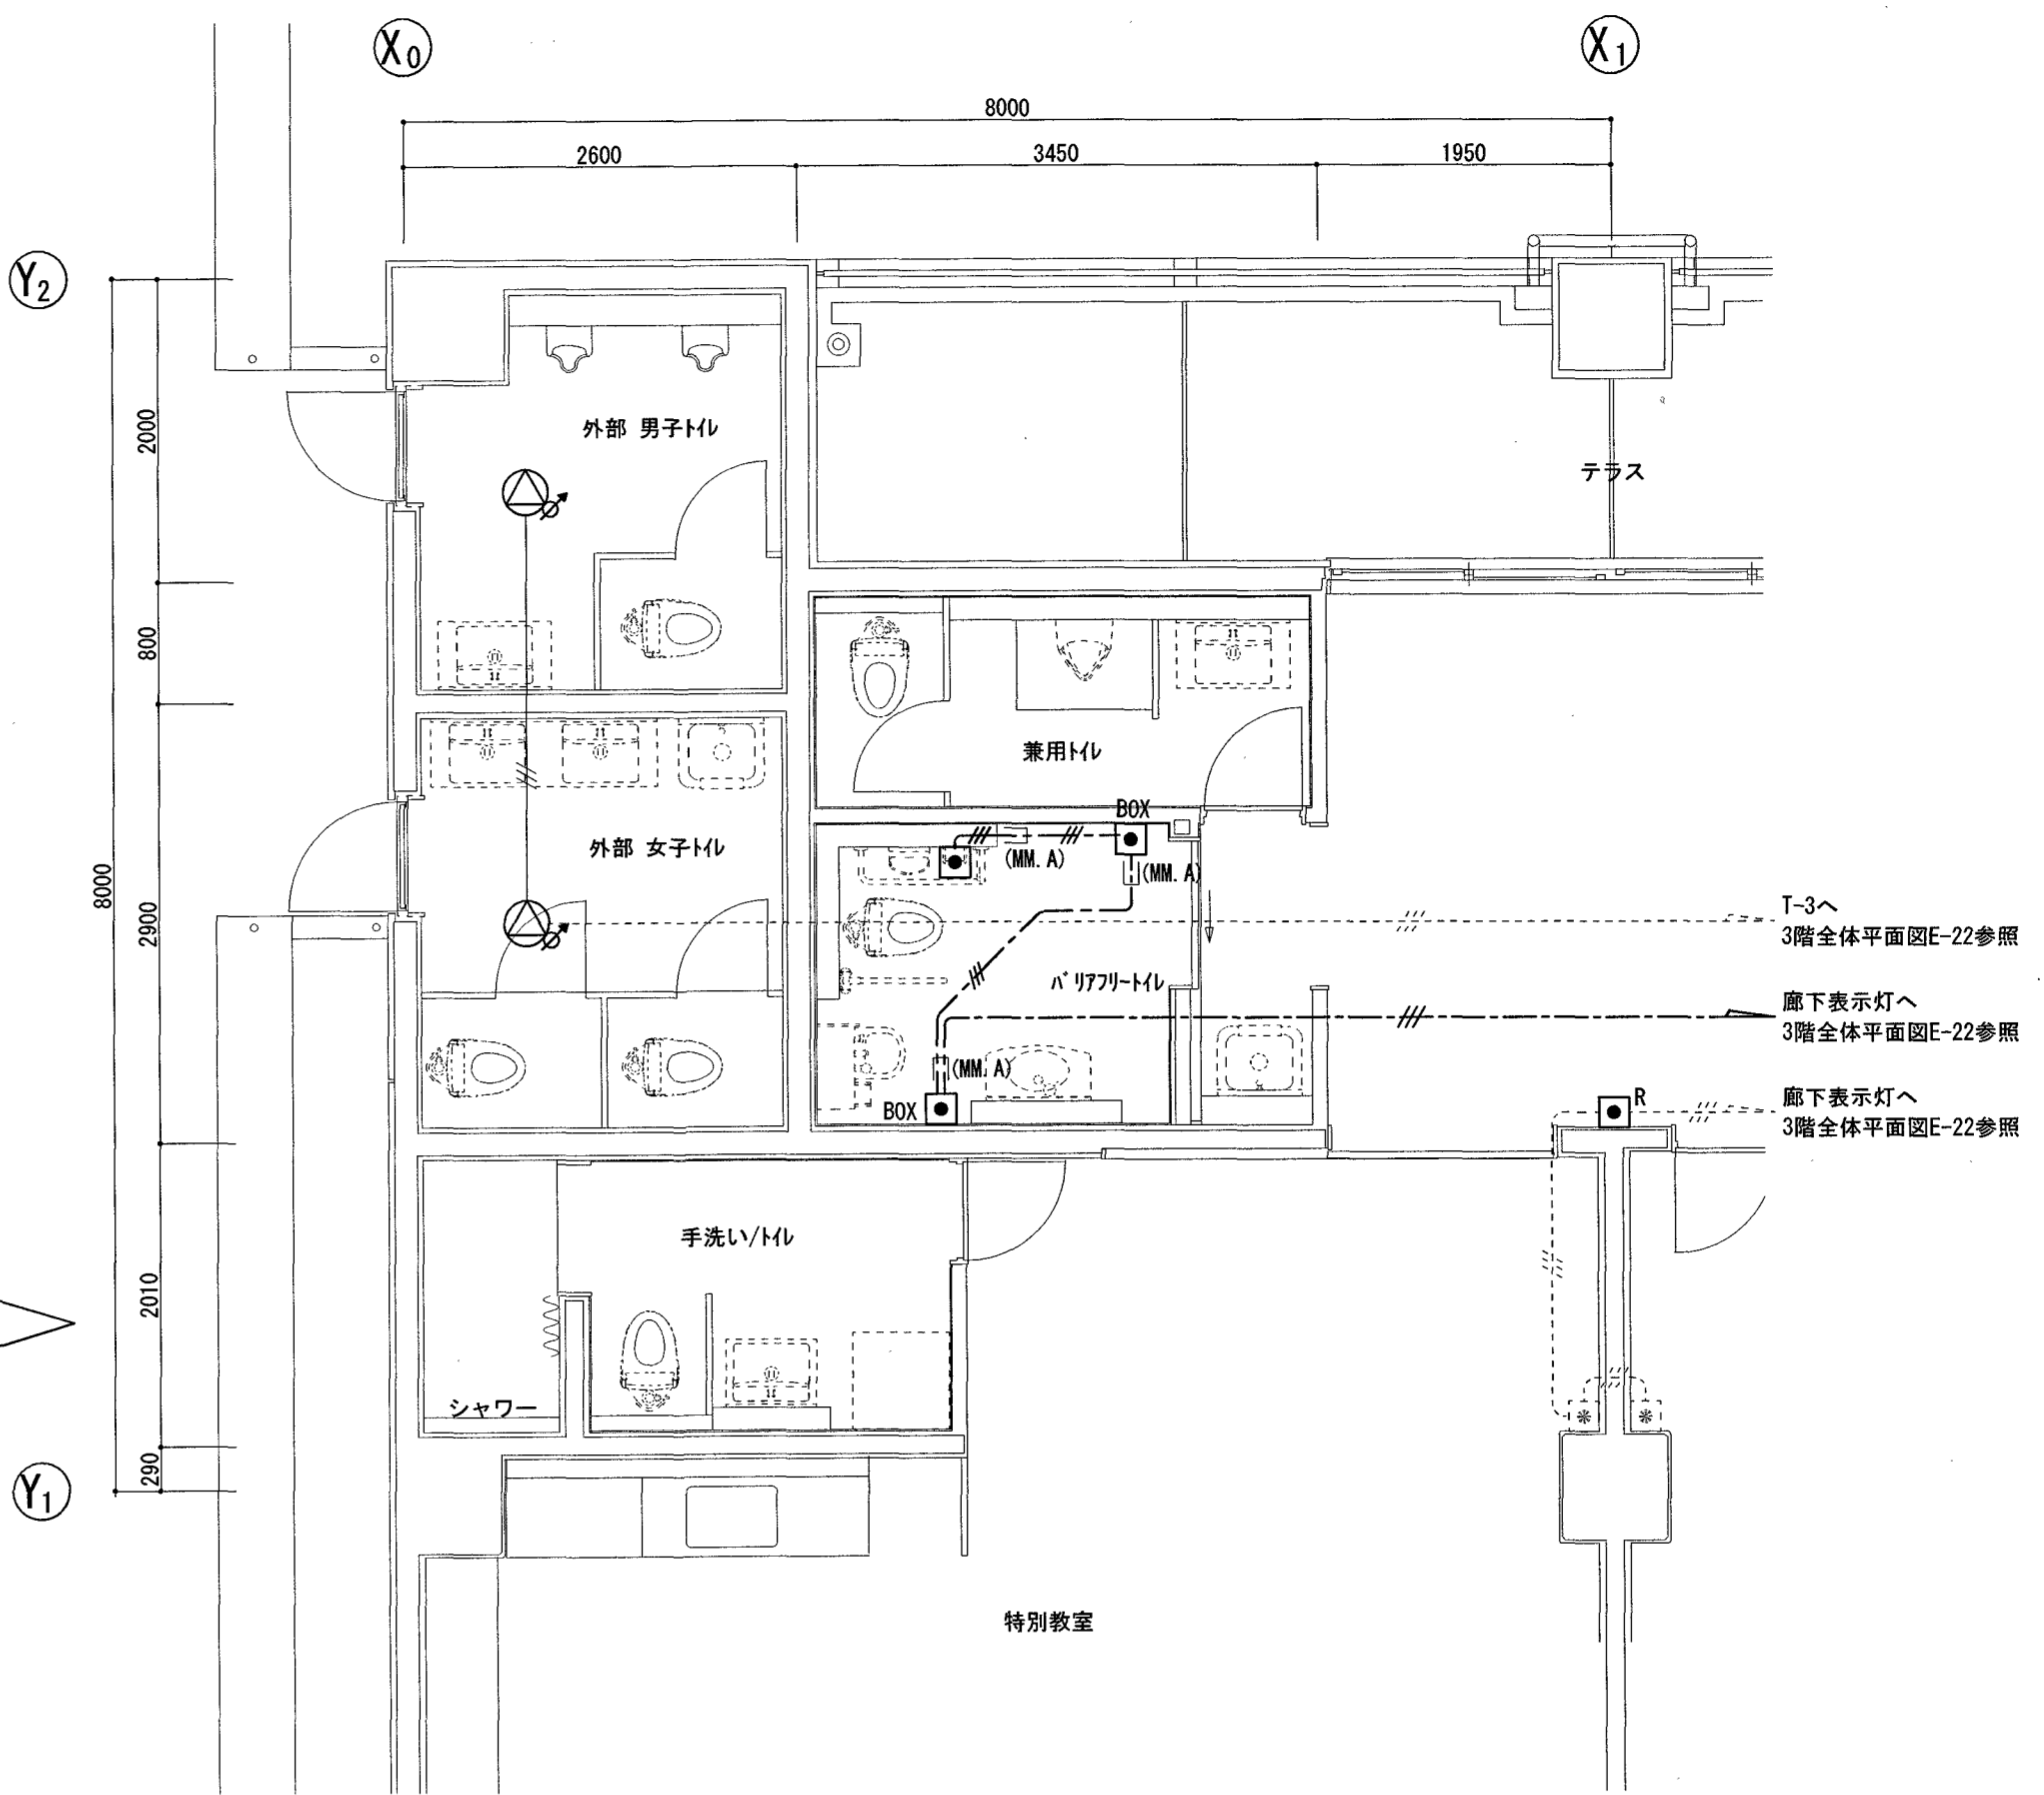 X0
X1
8000
2600
3450
1950
Y2
2000
外部 男子トイレ
テラス
800
兼用トイレ
BOX
外部 女子トイレ
(MM. A)
(MM. A)
8000
2900
T-3へ
3階全体平面図E-22参照
バリアフリートイレ
廊下表示灯へ
3階全体平面図E-22参照
(MM. A)
BOX
R
廊下表示灯へ
3階全体平面図E-22参照
手洗い/トイレ
2010
シャワー
290
Y1
特別教室